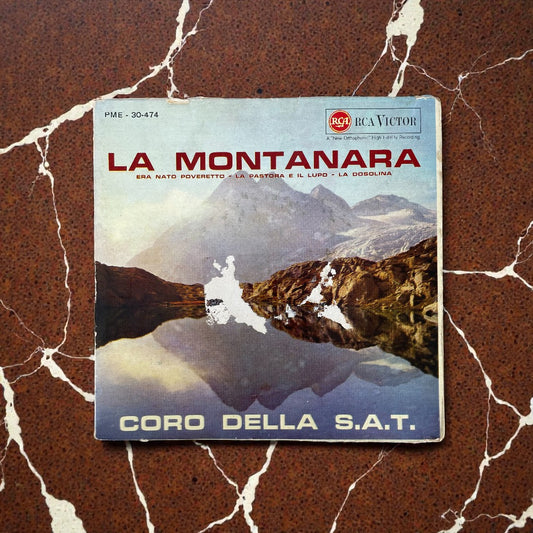 PME - 30-474
RCA RCA VICTOR
A "New Orthophonic" High Fidelity Recording
LA MONTANARA
ERA NATO POVERETTO - LA PASTORA E IL LUPO - LA DOSOLINA
CORO DELLA S.A.T.